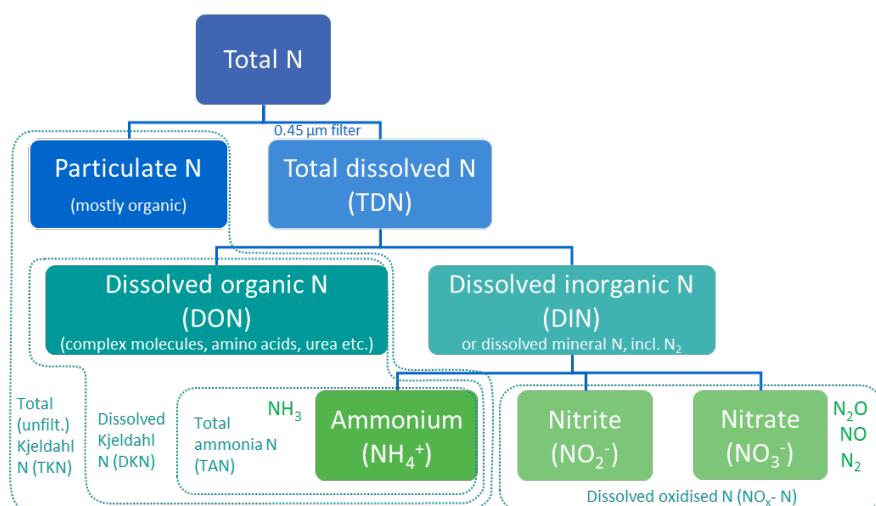 Total N
0.45 µm filter
Particulate N
(mostly organic)
Total dissolved N
(TDN)
Dissolved organic N
(DON)
(complex molecules, amino acids, urea etc.)
Dissolved inorganic N
(DIN)
or dissolved mineral N, incl. N₂
Total
(unfilt.)
Kjeldahl
N (TKN)
Dissolved
Kjeldahl
N (DKN)
Total
ammonia N
(TAN)
NH₃
Ammonium
(NH₄⁺)
Nitrite
(NO₂⁻)
Nitrate
(NO₃⁻)
N₂O
NO
N₂
Dissolved oxidised N (NOₓ- N)